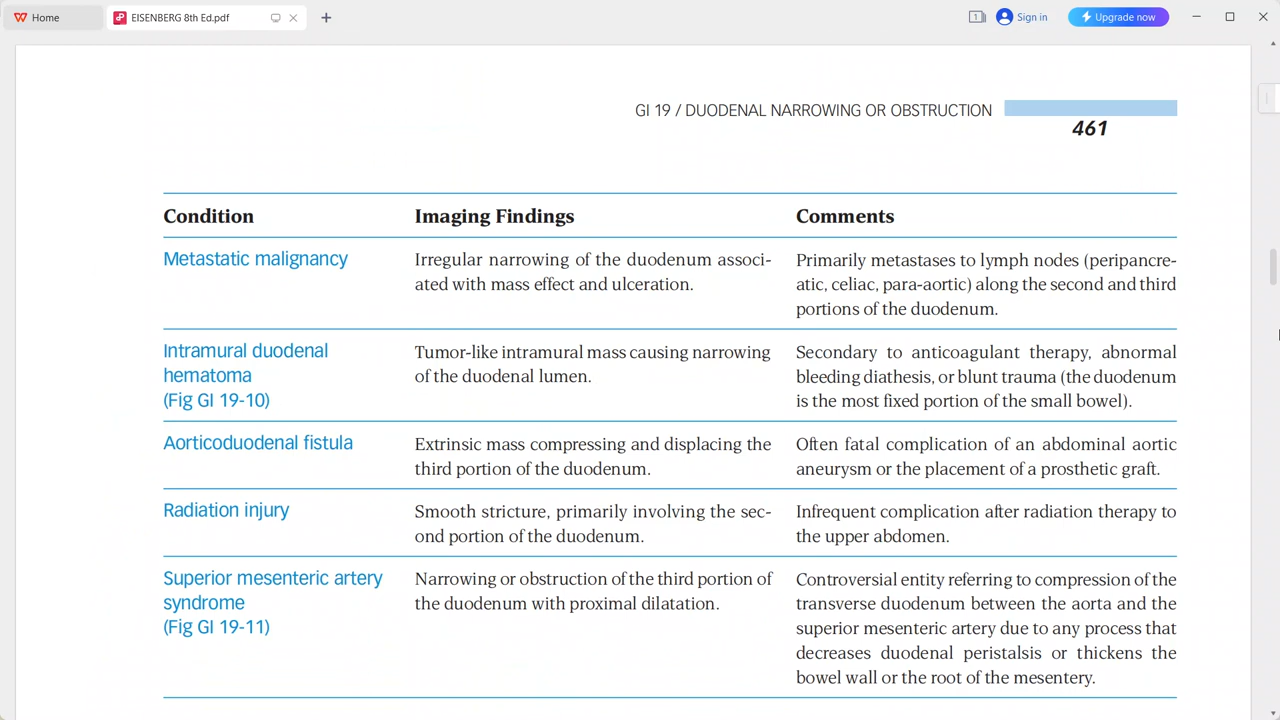 Home
EISENBERG 8th Ed.pdf
1
Sign in
Upgrade now
GI 19 / DUODENAL NARROWING OR OBSTRUCTION
461
Condition
Imaging Findings
Comments
Metastatic malignancy
Irregular narrowing of the duodenum associ-
ated with mass effect and ulceration.
Primarily metastases to lymph nodes (peripancre-
atic, celiac, para-aortic) along the second and third
portions of the duodenum.
Intramural duodenal
hematoma
(Fig GI 19-10)
Tumor-like intramural mass causing narrowing
of the duodenal lumen.
Secondary to anticoagulant therapy, abnormal
bleeding diathesis, or blunt trauma (the duodenum
is the most fixed portion of the small bowel).
Aorticoduodenal fistula
Extrinsic mass compressing and displacing the
third portion of the duodenum.
Often fatal complication of an abdominal aortic
aneurysm or the placement of a prosthetic graft.
Radiation injury
Smooth stricture, primarily involving the sec-
ond portion of the duodenum.
Infrequent complication after radiation therapy to
the upper abdomen.
Superior mesenteric artery
syndrome
(Fig GI 19-11)
Narrowing or obstruction of the third portion of
the duodenum with proximal dilatation.
Controversial entity referring to compression of the
transverse duodenum between the aorta and the
superior mesenteric artery due to any process that
decreases duodenal peristalsis or thickens the
bowel wall or the root of the mesentery.